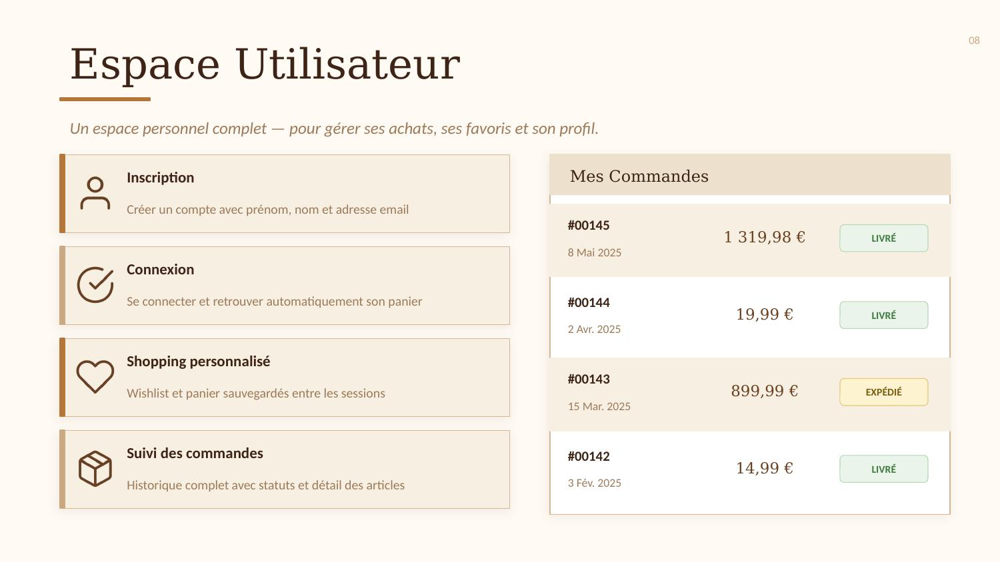 08
Espace Utilisateur
Un espace personnel complet — pour gérer ses achats, ses favoris et son profil.
Inscription
Créer un compte avec prénom, nom et adresse email
Connexion
Se connecter et retrouver automatiquement son panier
Shopping personnalisé
Wishlist et panier sauvegardés entre les sessions
Suivi des commandes
Historique complet avec statuts et détail des articles
Mes Commandes
#00145
8 Mai 2025
1 319,98 €
LIVRÉ
#00144
2 Avr. 2025
19,99 €
LIVRÉ
#00143
15 Mar. 2025
899,99 €
EXPÉDIÉ
#00142
3 Fév. 2025
14,99 €
LIVRÉ